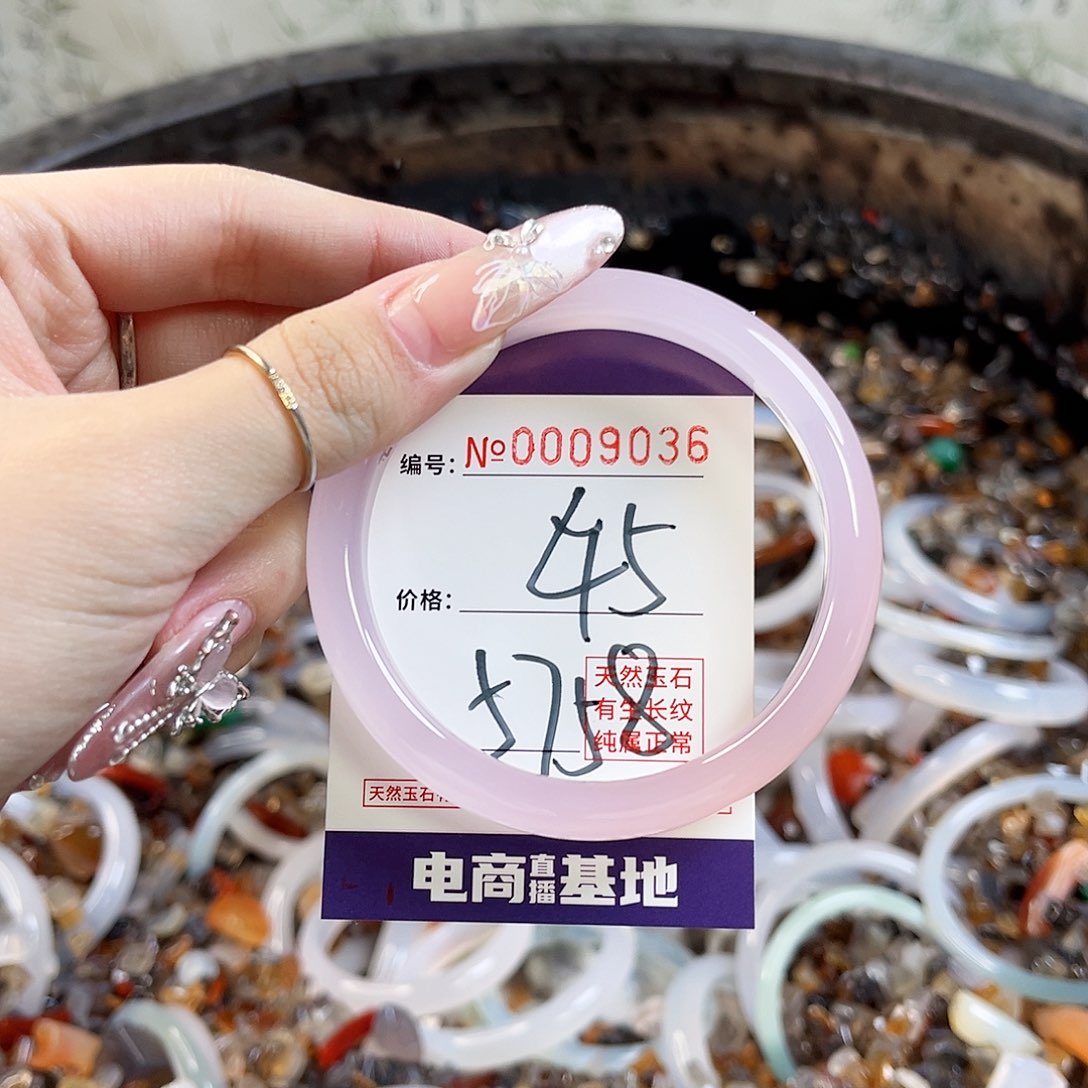 编号: №0009036
45
价格:
5758
天然玉石
有生长纹
纯属正常
天然玉石
电商直播基地